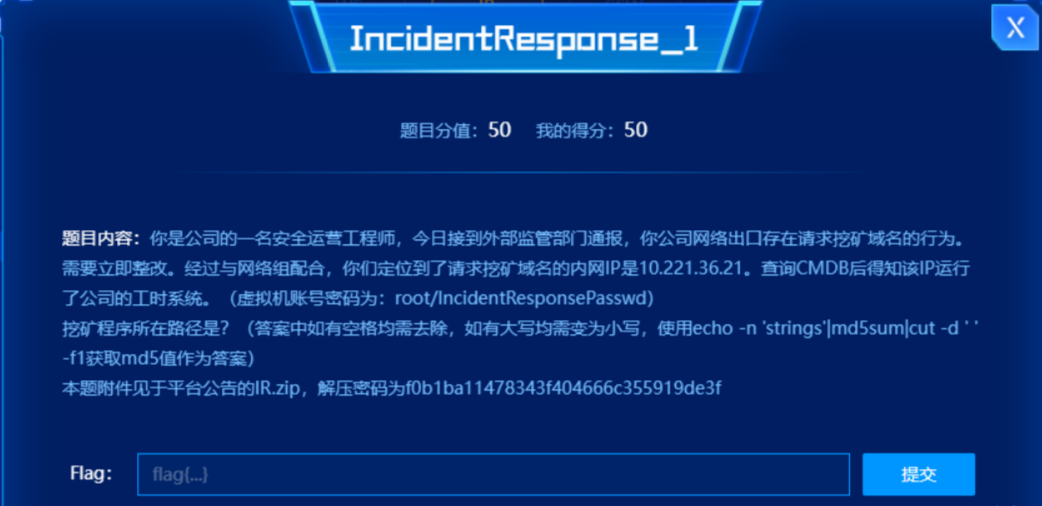 IncidentResponse_1
X
题目分值：50 我的得分：50
题目内容：你是公司的一名安全运营工程师，今日接到外部监管部门通报，你公司网络出口存在请求挖矿域名的行为。
需要立即整改。经过与网络组配合，你们定位到了请求挖矿域名的内网IP是10.221.36.21。查询CMDB后得知该IP运行
了公司的工时系统。（虚拟机账号密码为：root/IncidentResponsePasswd）
挖矿程序所在路径是？（答案中如有空格均需去除，如有大写均需变为小写，使用echo -n 'strings'|md5sum|cut -d ' '
-f1获取md5值作为答案）
本题附件见于平台公告的IR.zip，解压密码为f0b1ba11478343f404666c355919de3f
Flag： flag{...} 提交